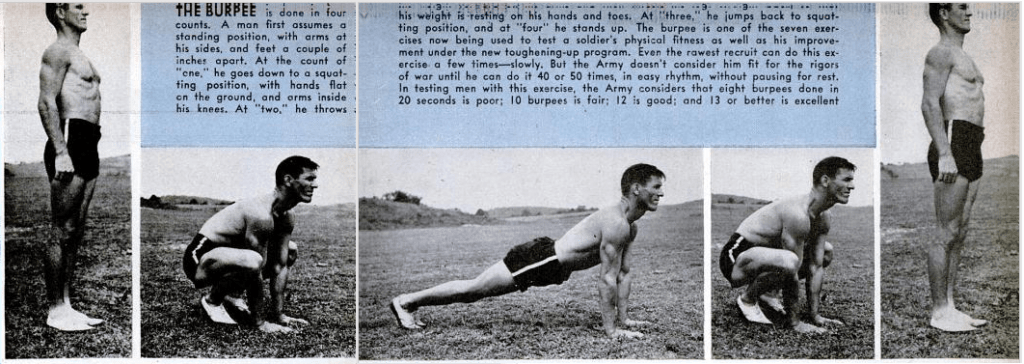 THE BURPEE is done in four
counts. A man first assumes a
standing position, with arms at
his sides, and feet a couple of
inches apart. At the count of
"one," he goes down to a squat-
ting position, with hands flat
on the ground, and arms inside
his knees. At "two," he throws
his weight is resting on his hands and toes. At "three," he jumps back to squat-
ting position, and at "four" he stands up. The burpee is one of the seven exer-
cises now being used to test a soldier's physical fitness as well as his improve-
ment under the new toughening-up program. Even the rawest recruit can do this
exercise a few times—slowly. But the Army doesn't consider him fit for the rigors
of war until he can do it 40 or 50 times, in easy rhythm, without pausing for rest.
In testing men with this exercise, the Army considers that eight burpees done in
20 seconds is poor; 10 burpees is fair; 12 is good; and 13 or better is excellent